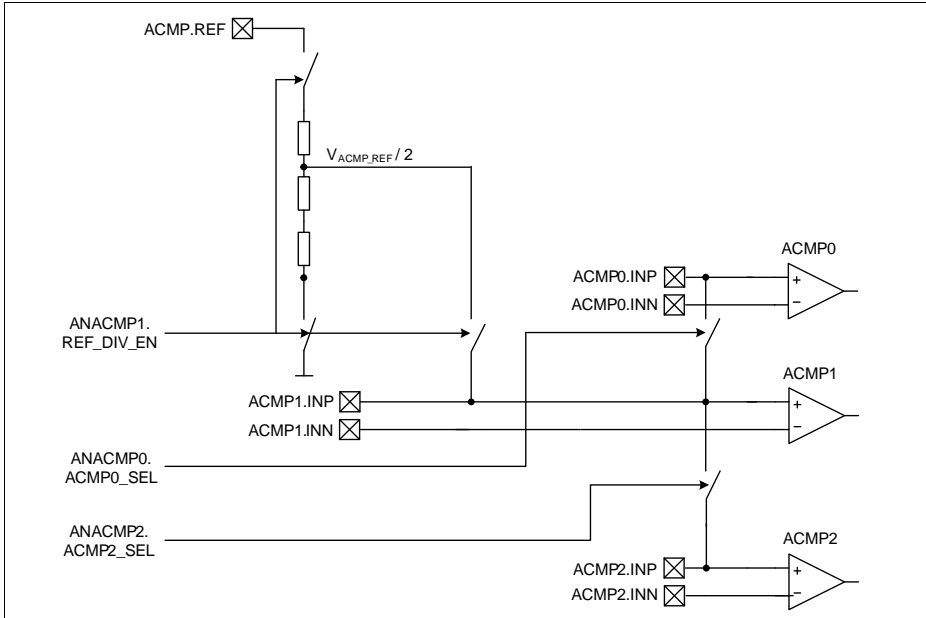 ACMP.REF
VACMP_REF / 2
ACMP0
ACMP0.INP
ACMP0.INN
+
−
ANACMP1.
REF_DIV_EN
ACMP1
ACMP1.INP
ACMP1.INN
+
−
ANACMP0.
ACMP0_SEL
ANACMP2.
ACMP2_SEL
ACMP2
ACMP2.INP
ACMP2.INN
+
−